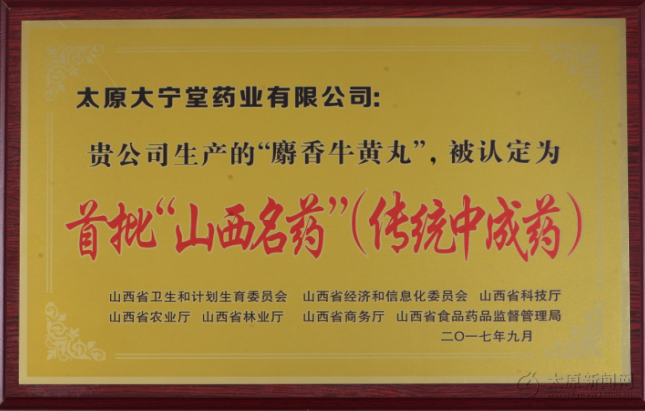 太原大宁堂药业有限公司:
贵公司生产的“麝香牛黄丸”,被认定为
首批“山西名药”(传统中成药)
山西省卫生和计划生育委员会 山西省经济和信息化委员会 山西省科技厅
山西省农业厅 山西省林业厅 山西省商务厅 山西省食品药品监督管理局
二〇一七年九月
太原新闻网